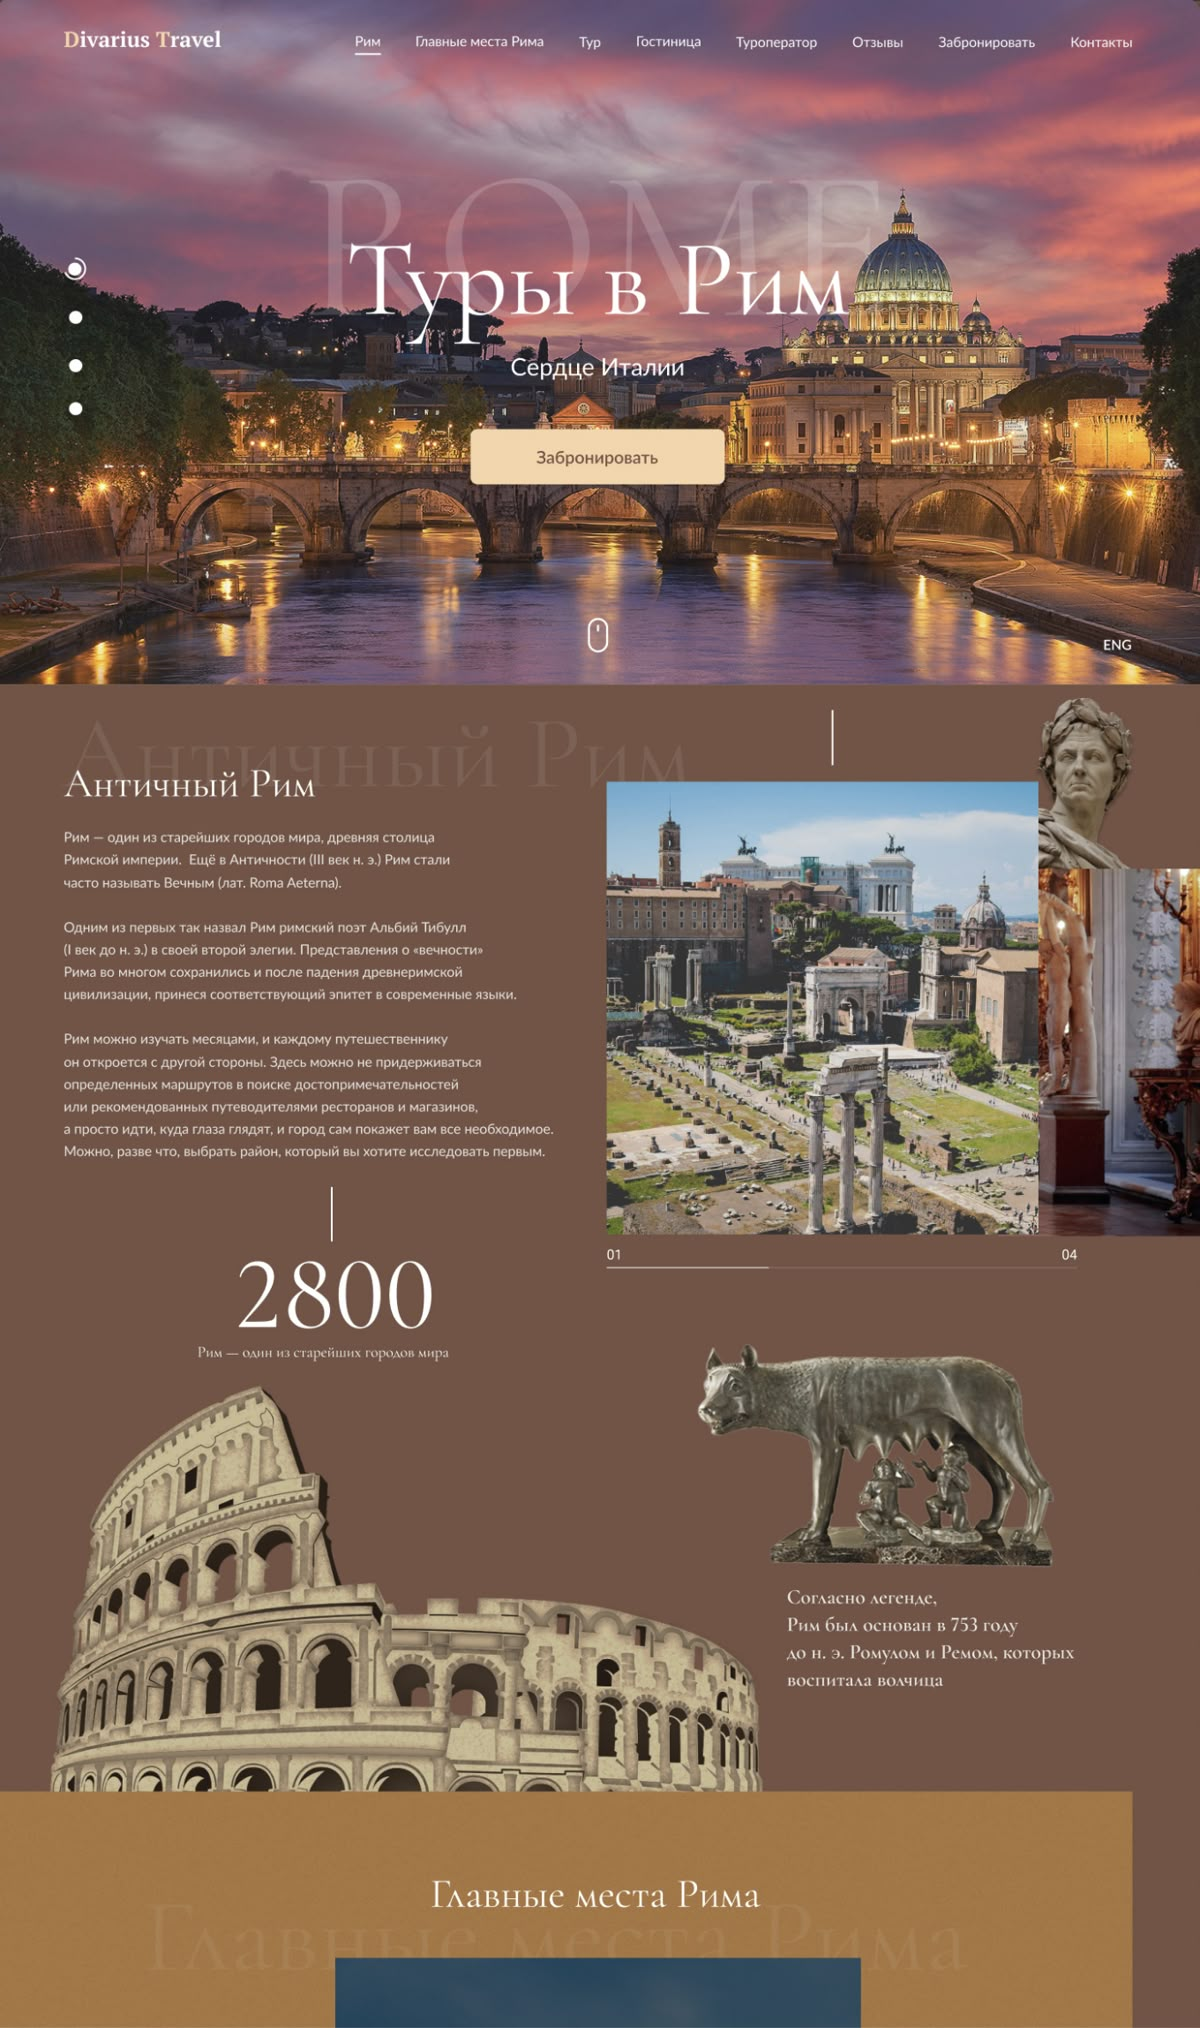 Divarius Travel
Рим
Главные места Рима
Тур
Гостиница
Туроператор
Отзывы
Забронировать
Контакты
ROME
Туры в Рим
Сердце Италии
Забронировать
ENG
Античный Рим
Античный Рим
Рим — один из старейших городов мира, древняя столица
Римской империи. Ещё в Античности (III век н. э.) Рим стали
часто называть Вечным (лат. Roma Aeterna).
Одним из первых так назвал Рим римский поэт Альбий Тибулл
(I век до н. э.) в своей второй элегии. Представления о «вечности»
Рима во многом сохранились и после падения древнеримской
цивилизации, принеся соответствующий эпитет в современные языки.
Рим можно изучать месяцами, и каждому путешественнику
он откроется с другой стороны. Здесь можно не придерживаться
определенных маршрутов в поиске достопримечательностей
или рекомендованных путеводителями ресторанов и магазинов,
а просто идти, куда глаза глядят, и город сам покажет вам все необходимое.
Можно, разве что, выбрать район, который вы хотите исследовать первым.
01
04
2800
Рим — один из старейших городов мира
Согласно легенде,
Рим был основан в 753 году
до н. э. Ромулом и Ремом, которых
воспитала волчица
Главные места Рима
Главные места Рима